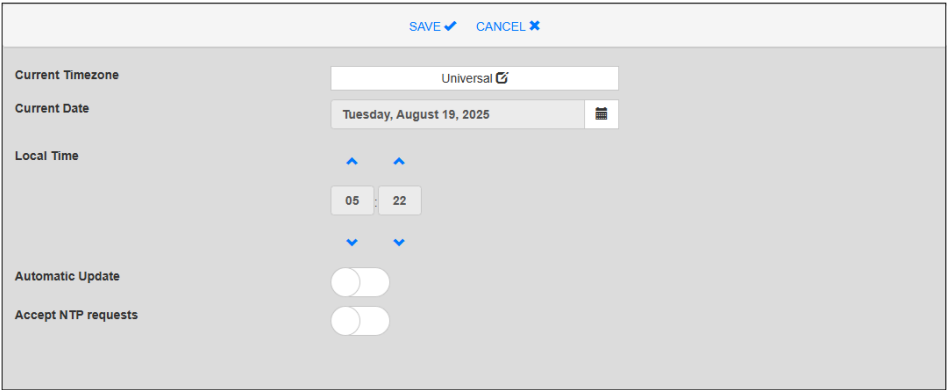 SAVE CANCEL
Current Timezone Universal
Current Date Tuesday, August 19, 2025
Local Time
05 : 22
Automatic Update
Accept NTP requests